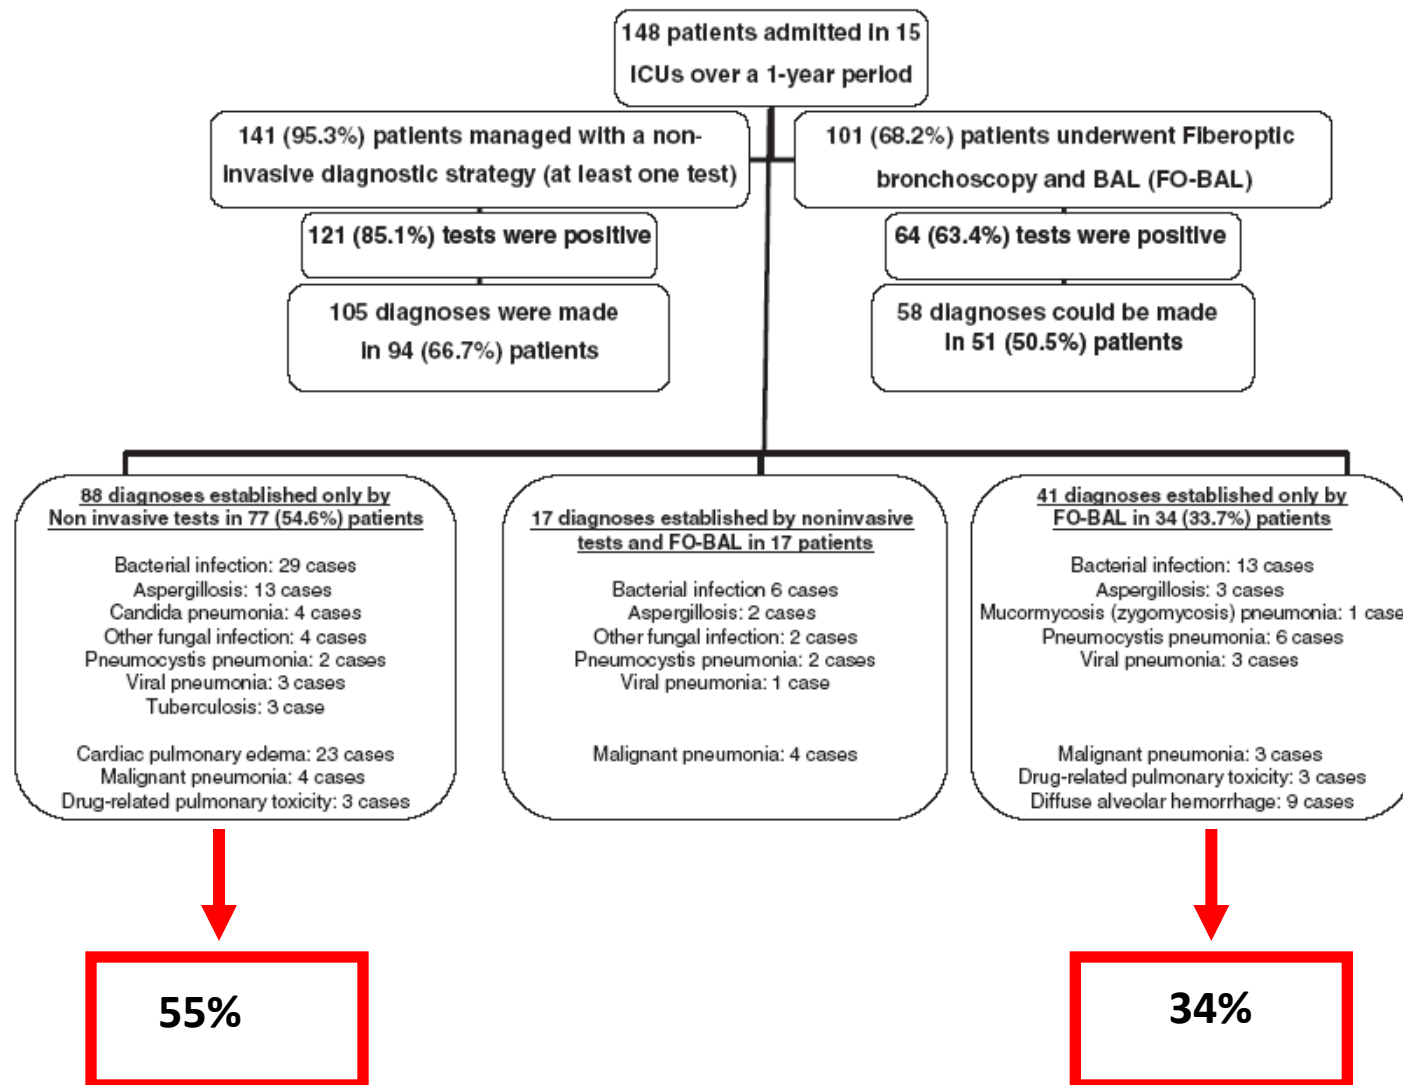 148 patients admitted in 15
ICUs over a 1-year period
141 (95.3%) patients managed with a non-
invasive diagnostic strategy (at least one test)
101 (68.2%) patients underwent Fiberoptic
bronchoscopy and BAL (FO-BAL)
121 (85.1%) tests were positive
64 (63.4%) tests were positive
105 diagnoses were made
in 94 (66.7%) patients
58 diagnoses could be made
in 51 (50.5%) patients
88 diagnoses established only by
Non invasive tests in 77 (54.6%) patients
Bacterial infection: 29 cases
Aspergillosis: 13 cases
Candida pneumonia: 4 cases
Other fungal infection: 4 cases
Pneumocystis pneumonia: 2 cases
Viral pneumonia: 3 cases
Tuberculosis: 3 case
Cardiac pulmonary edema: 23 cases
Malignant pneumonia: 4 cases
Drug-related pulmonary toxicity: 3 cases
17 diagnoses established by noninvasive
tests and FO-BAL in 17 patients
Bacterial infection 6 cases
Aspergillosis: 2 cases
Other fungal infection: 2 cases
Pneumocystis pneumonia: 2 cases
Viral pneumonia: 1 case
Malignant pneumonia: 4 cases
41 diagnoses established only by
FO-BAL in 34 (33.7%) patients
Bacterial infection: 13 cases
Aspergillosis: 3 cases
Mucormycosis (zygomycosis) pneumonia: 1 case
Pneumocystis pneumonia: 6 cases
Viral pneumonia: 3 cases
Malignant pneumonia: 3 cases
Drug-related pulmonary toxicity: 3 cases
Diffuse alveolar hemorrhage: 9 cases
55%
34%